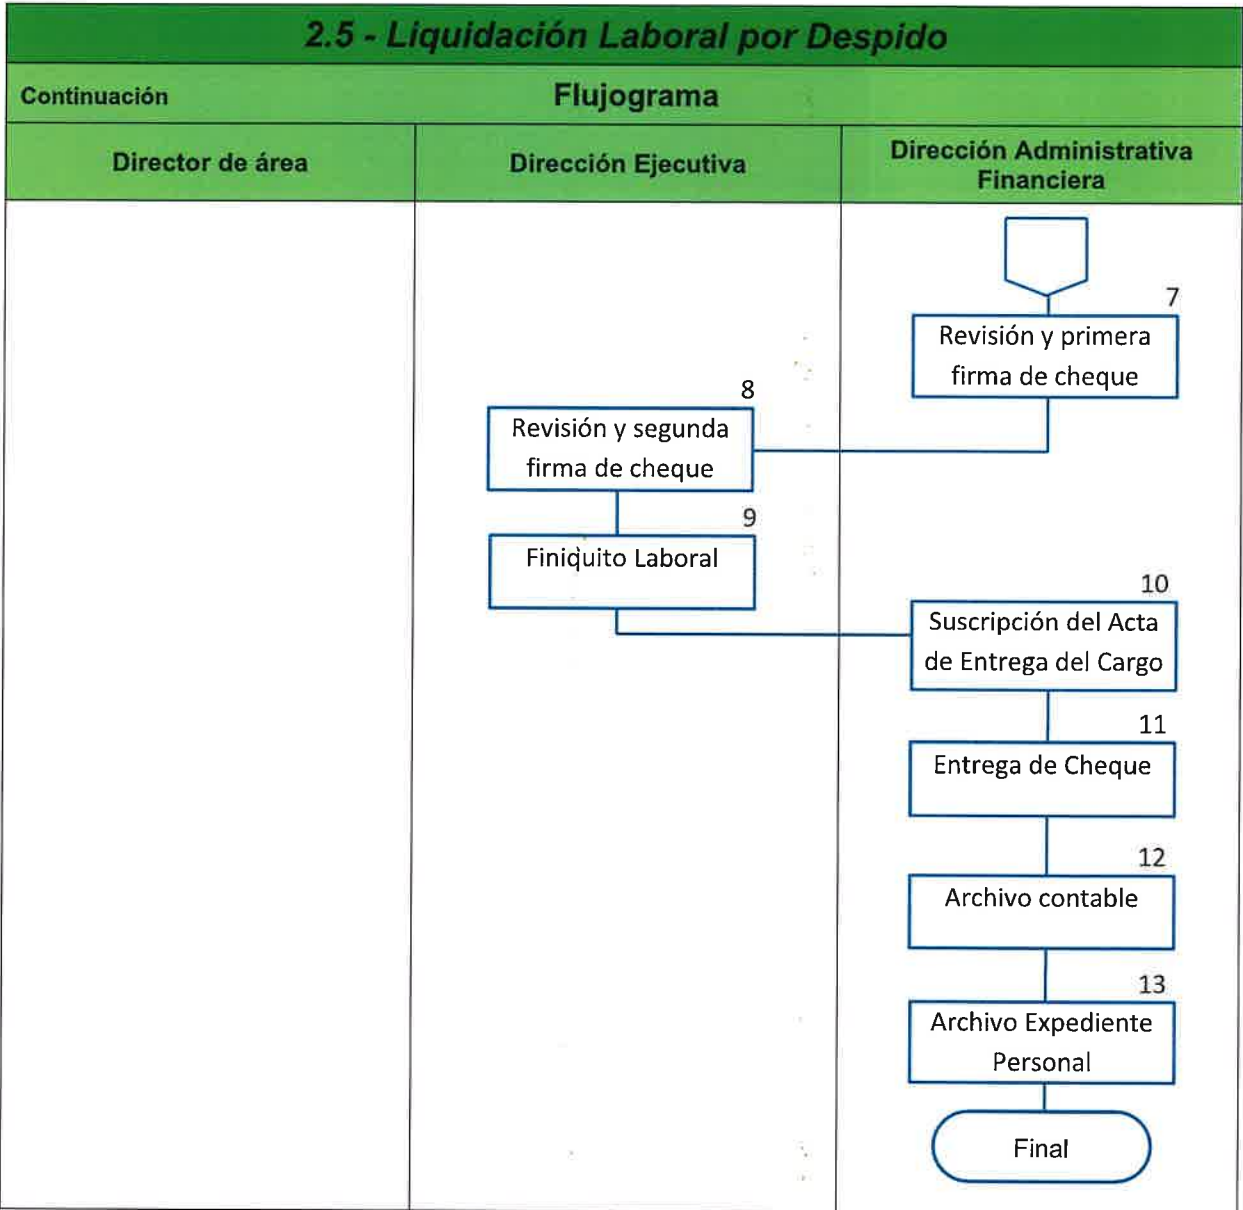 2.5 - Liquidación Laboral por Despido
Continuación
Flujograma
Director de área
Dirección Ejecutiva
Dirección Administrativa
Financiera
7
Revisión y primera
firma de cheque
8
Revisión y segunda
firma de cheque
9
Finiquito Laboral
10
Suscripción del Acta
de Entrega del Cargo
11
Entrega de Cheque
12
Archivo contable
13
Archivo Expediente
Personal
Final